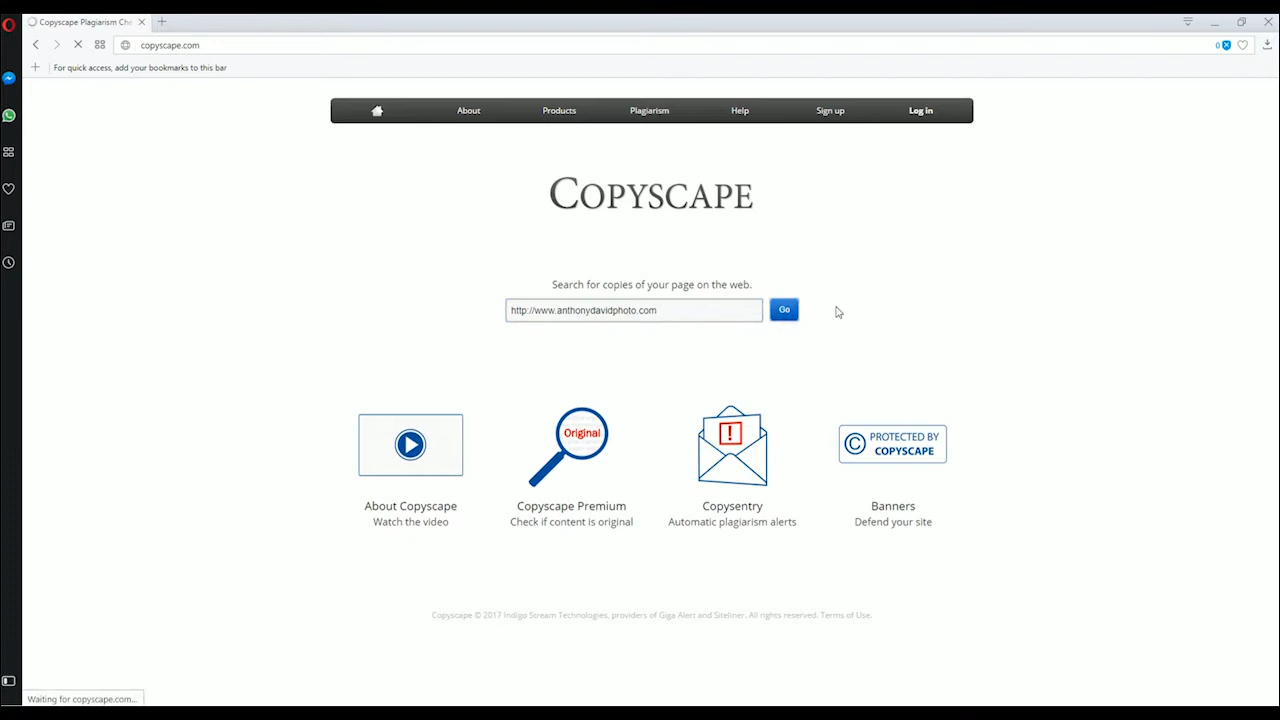 Copyscape Plagiarism Che
copyscape.com
0
For quick access, add your bookmarks to this bar
About Products Plagiarism Help Sign up Log in
COPYSCAPE
Search for copies of your page on the web.
http://www.anthonydavidphoto.com Go
Original
!
© PROTECTED BY
COPYSCAPE
About Copyscape Copyscape Premium Copysentry Banners
Watch the video Check if content is original Automatic plagiarism alerts Defend your site
Copyscape © 2017 Indigo Stream Technologies, providers of Giga Alert and Siteliner. All rights reserved. Terms of Use.
Waiting for copyscape.com...